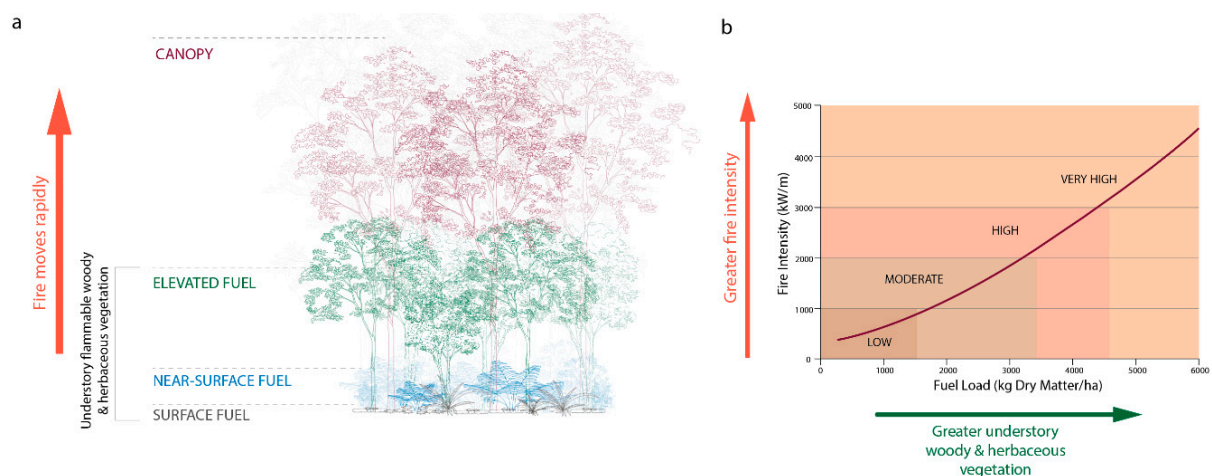 a
CANOPY
Fire moves rapidly
Understory flammable woody
& herbaceous vegetation
ELEVATED FUEL
NEAR-SURFACE FUEL
SURFACE FUEL
b
Greater fire intensity
Fire Intensity (kW/m)
5000
4000
3000
2000
1000
0
VERY HIGH
HIGH
MODERATE
LOW
0 1000 2000 3000 4000 5000 6000
Fuel Load (kg Dry Matter/ha)
Greater understory
woody & herbaceous
vegetation